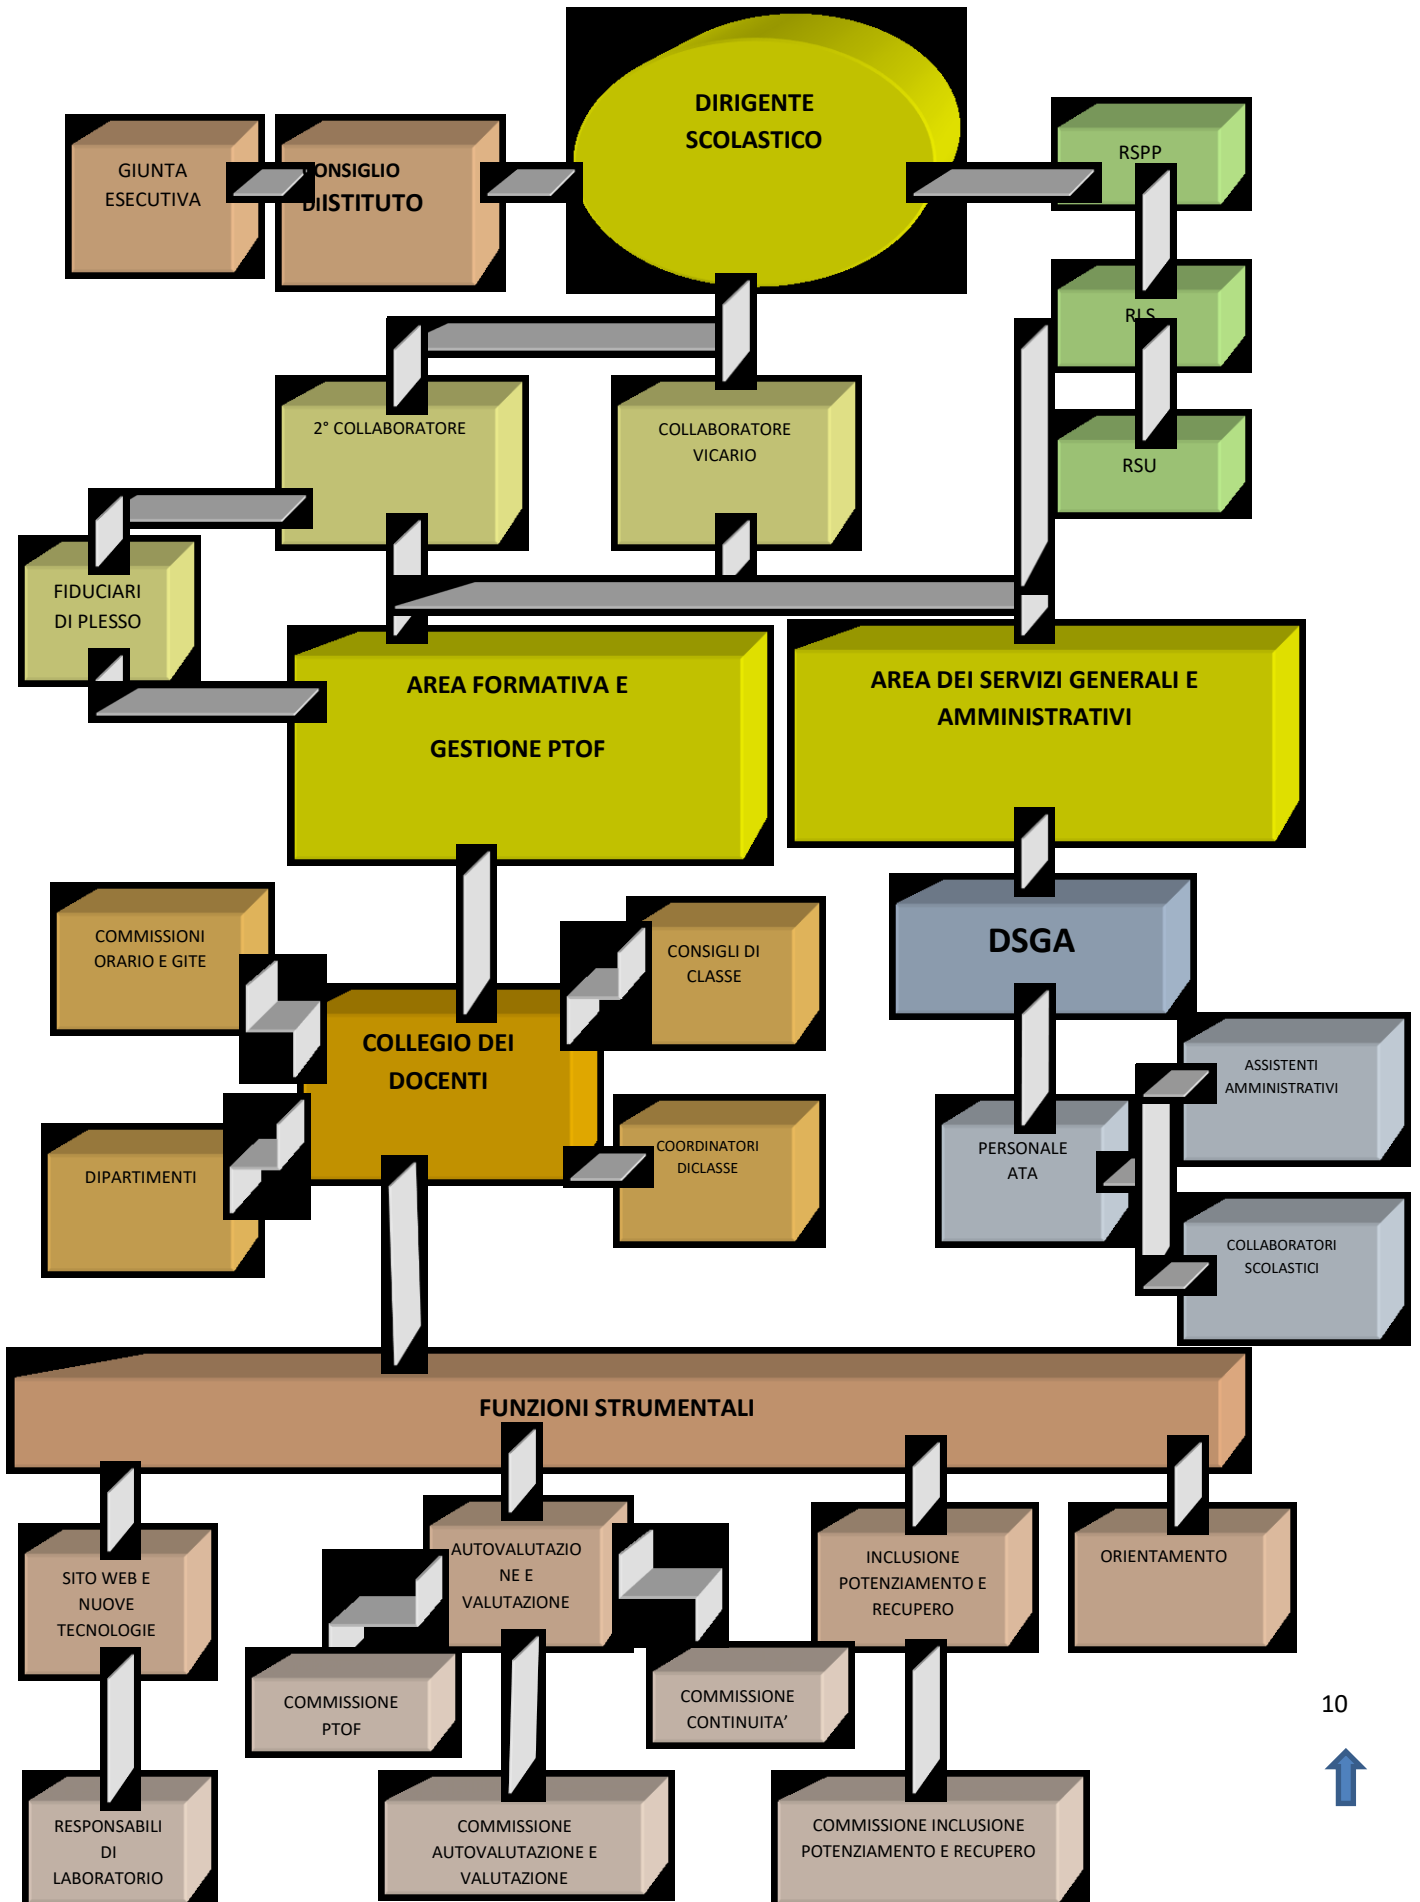 DIRIGENTE
SCOLASTICO
GIUNTA
ESECUTIVA
CONSIGLIO
DiISTITUTO
RSPP
RLS
RSU
2° COLLABORATORE
COLLABORATORE
VICARIO
FIDUCIARI
DI PLESSO
AREA FORMATIVA E
GESTIONE PTOF
AREA DEI SERVIZI GENERALI E
AMMINISTRATIVI
COMMISSIONI
ORARIO E GITE
CONSIGLI DI
CLASSE
DSGA
COLLEGIO DEI
DOCENTI
ASSISTENTI
AMMINISTRATIVI
DIPARTIMENTI
COORDINATORI
DICLASSE
PERSONALE
ATA
COLLABORATORI
SCOLASTICI
FUNZIONI STRUMENTALI
SITO WEB E
NUOVE
TECNOLOGIE
AUTOVALUTAZIO
NE E
VALUTAZIONE
INCLUSIONE
POTENZIAMENTO E
RECUPERO
ORIENTAMENTO
COMMISSIONE
PTOF
COMMISSIONE
CONTINUITA’
10
RESPONSABILI
DI
LABORATORIO
COMMISSIONE
AUTOVALUTAZIONE E
VALUTAZIONE
COMMISSIONE INCLUSIONE
POTENZIAMENTO E RECUPERO